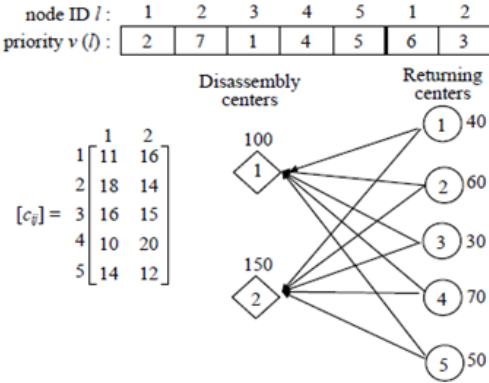 node ID l : 1 2 3 4 5 1 2
priority v (l) : 2 7 1 4 5 6 3
Disassembly centers
Returning centers
1 40
100
1
2 60
3 30
4 70
150
2
5 50
1 2
1 11 16
2 18 14
[cij] = 3 16 15
4 10 20
5 14 12